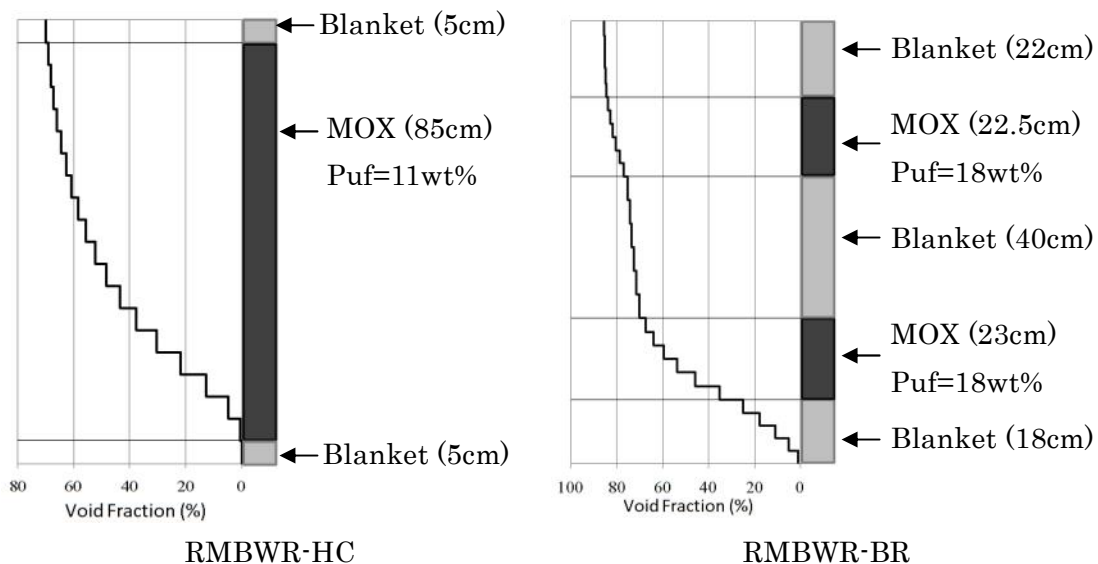 Blanket (5cm)
MOX (85cm)
Puf=11wt%
Blanket (5cm)
80 60 40 20 0
Void Fraction (%)
RMBWR-HC
Blanket (22cm)
MOX (22.5cm)
Puf=18wt%
Blanket (40cm)
MOX (23cm)
Puf=18wt%
Blanket (18cm)
100 80 60 40 20 0
Void Fraction (%)
RMBWR-BR